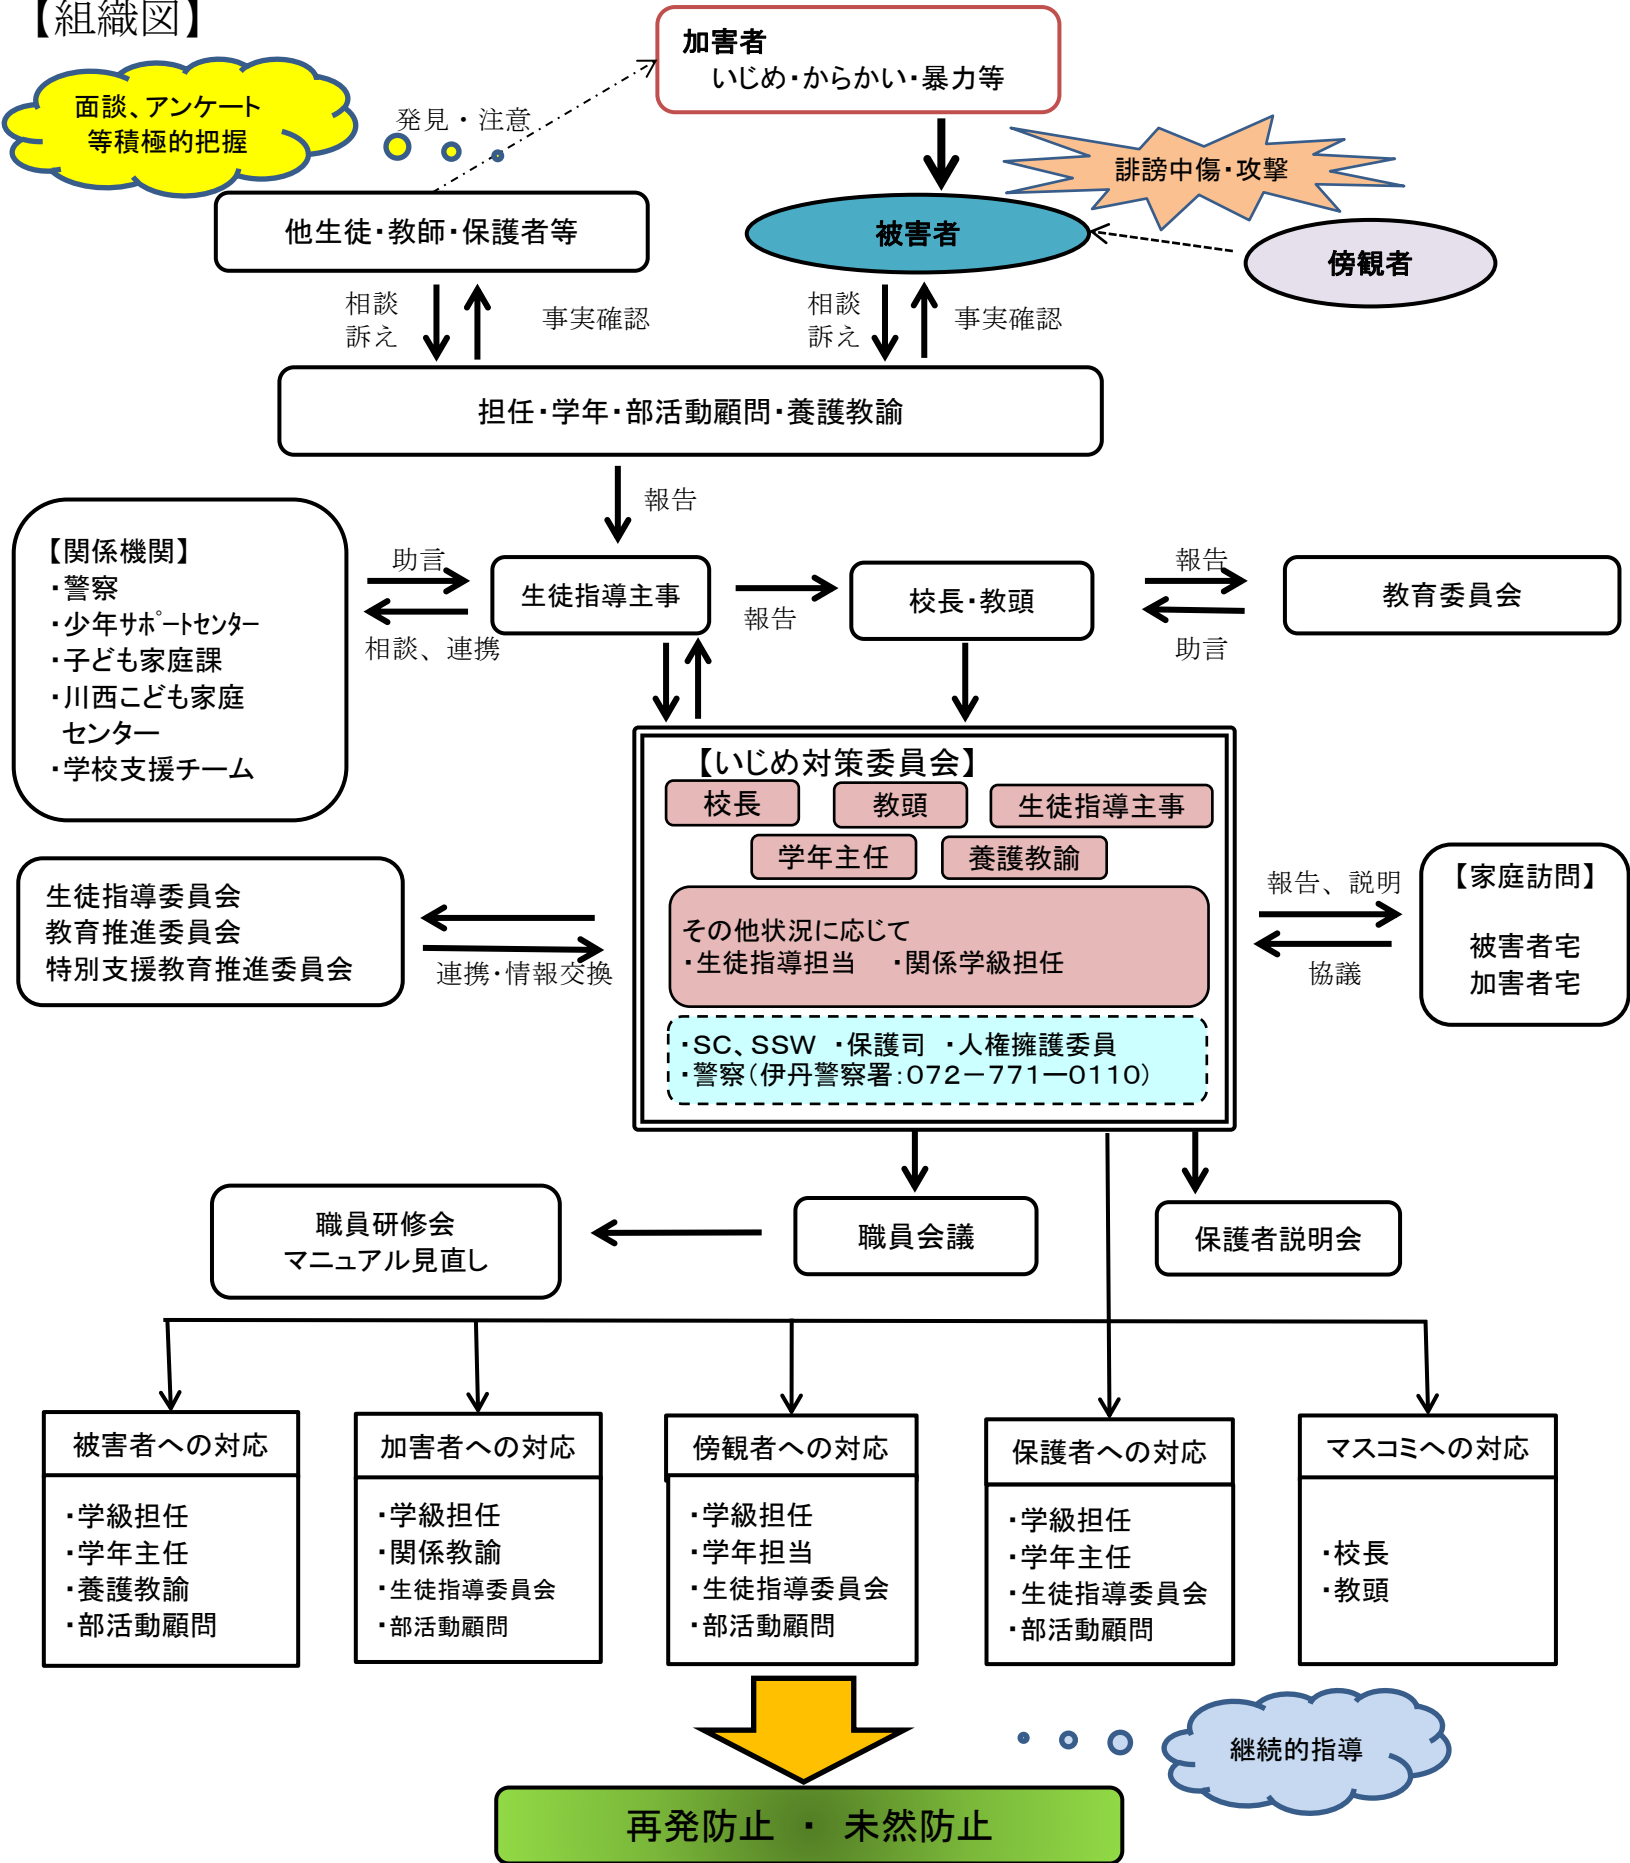 【組織図】
加害者
いじめ・からかい・暴力等
面談、アンケート
等積極的把握
発見・注意
誹謗中傷・攻撃
他生徒・教師・保護者等
被害者
傍観者
相談
訴え
事実確認
相談
訴え
事実確認
担任・学年・部活動顧問・養護教諭
報告
【関係機関】
・警察
・少年サポートセンター
・子ども家庭課
・川西こども家庭
センター
・学校支援チーム
助言
相談、連携
生徒指導主事
報告
校長・教頭
報告
助言
教育委員会
【いじめ対策委員会】
校長
教頭
生徒指導主事
学年主任
養護教諭
その他状況に応じて
・生徒指導担当 ・関係学級担任
・SC、SSW ・保護司 ・人権擁護委員
・警察（伊丹警察署：072－771ー0110）
生徒指導委員会
教育推進委員会
特別支援教育推進委員会
連携・情報交換
報告、説明
協議
【家庭訪問】
被害者宅
加害者宅
職員研修会
マニュアル見直し
職員会議
保護者説明会
被害者への対応
・学級担任
・学年主任
・養護教諭
・部活動顧問
加害者への対応
・学級担任
・関係教諭
・生徒指導委員会
・部活動顧問
傍観者への対応
・学級担任
・学年担当
・生徒指導委員会
・部活動顧問
保護者への対応
・学級担任
・学年主任
・生徒指導委員会
・部活動顧問
マスコミへの対応
・校長
・教頭
継続的指導
再発防止 ・ 未然防止